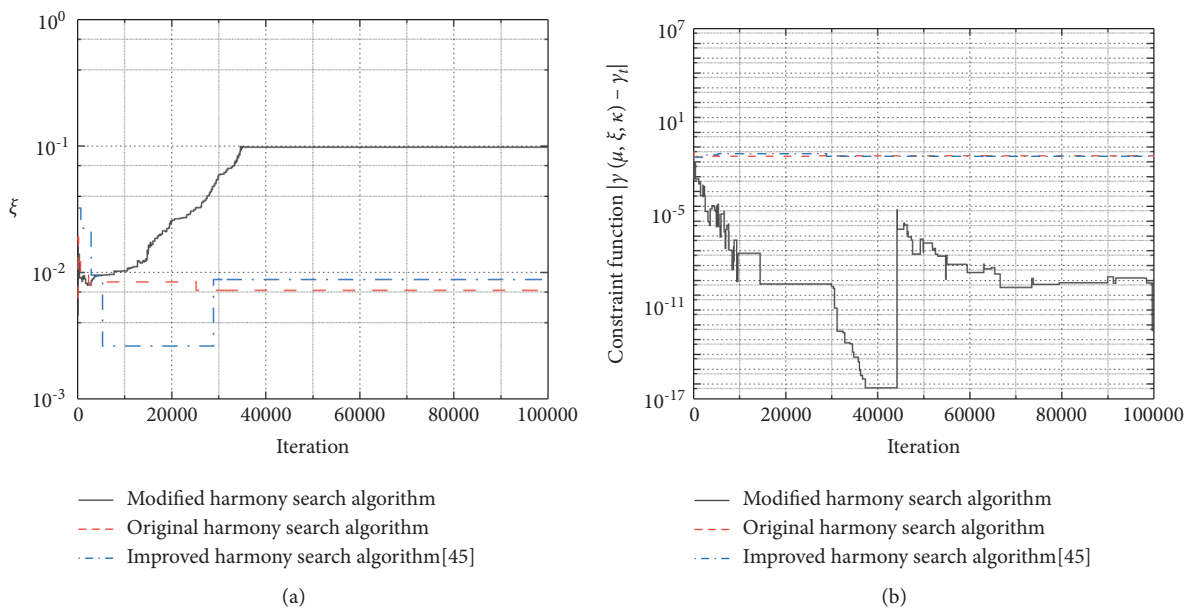 10^0
10^-1
ξ
10^-2
10^-3
0 20000 40000 60000 80000 100000
Iteration
Modified harmony search algorithm
Original harmony search algorithm
Improved harmony search algorithm[45]
(a)
Constraint function |γ (μ, ξ, κ) – γt|
10^7
10^1
10^-5
10^-11
10^-17
0 20000 40000 60000 80000 100000
Iteration
Modified harmony search algorithm
Original harmony search algorithm
Improved harmony search algorithm[45]
(b)